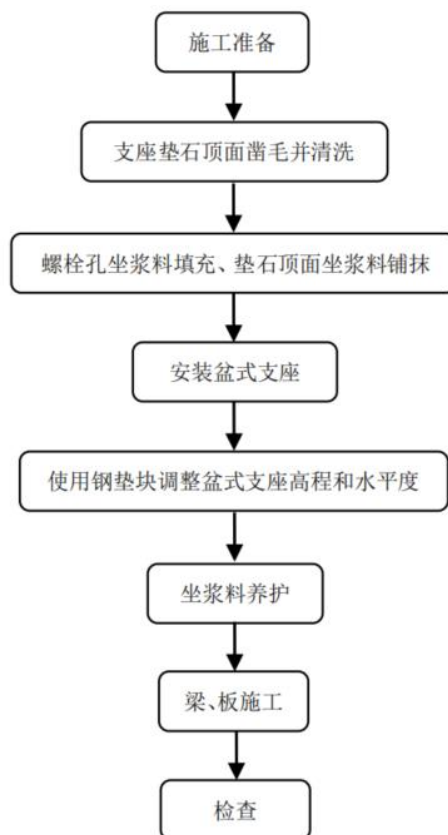 施工准备
支座垫石顶面凿毛并清洗
螺栓孔坐浆料填充、垫石顶面坐浆料铺抹
安装盆式支座
使用钢垫块调整盆式支座高程和水平度
坐浆料养护
梁、板施工
检查